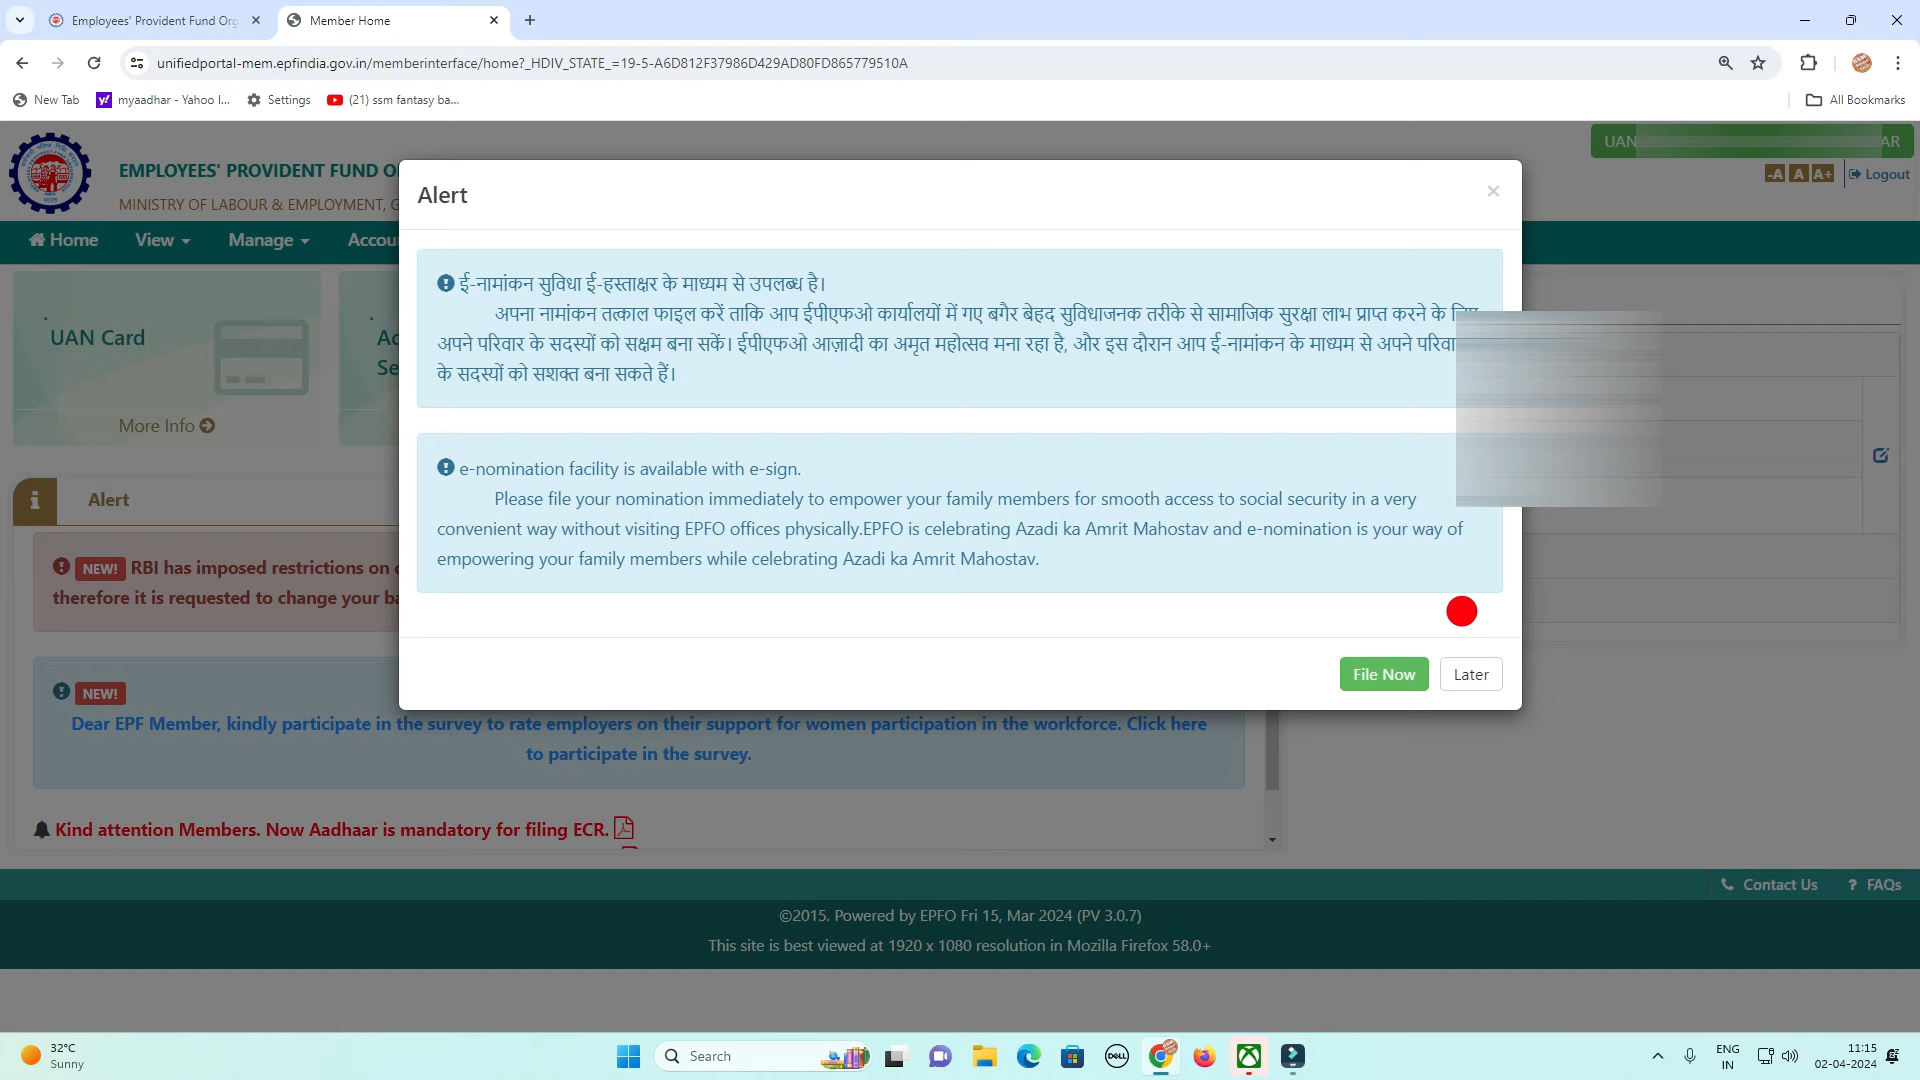 Employees' Provident Fund Org
Member Home
unifiedportal-mem.epfindia.gov.in/memberinterface/home?_HDIV_STATE_=19-5-A6D812F37986D429AD80FD865779510A
New Tab
myaadhar - Yahoo I...
Settings
(21) ssm fantasy ba...
All Bookmarks
EMPLOYEES' PROVIDENT FUND O
MINISTRY OF LABOUR & EMPLOYMENT, G
UAN
AR
-A A A+ Logout
Home View Manage Accou
Alert
×
ई-नामांकन सुविधा ई-हस्ताक्षर के माध्यम से उपलब्ध है।
अपना नामांकन तत्काल फाइल करें ताकि आप ईपीएफओ कार्यालयों में गए बगैर बेहद सुविधाजनक तरीके से सामाजिक सुरक्षा लाभ प्राप्त करने के लिए
अपने परिवार के सदस्यों को सक्षम बना सकें। ईपीएफओ आज़ादी का अमृत महोत्सव मना रहा है, और इस दौरान आप ई-नामांकन के माध्यम से अपने परिवा
के सदस्यों को सशक्त बना सकते हैं।
e-nomination facility is available with e-sign.
Please file your nomination immediately to empower your family members for smooth access to social security in a very
convenient way without visiting EPFO offices physically.EPFO is celebrating Azadi ka Amrit Mahostav and e-nomination is your way of
empowering your family members while celebrating Azadi ka Amrit Mahostav.
File Now
Later
UAN Card
More Info
Ac
Se
Alert
NEW! RBI has imposed restrictions on
therefore it is requested to change your ba
NEW!
Dear EPF Member, kindly participate in the survey to rate employers on their support for women participation in the workforce. Click here
to participate in the survey.
Kind attention Members. Now Aadhaar is mandatory for filing ECR.
Contact Us ? FAQs
©2015. Powered by EPFO Fri 15, Mar 2024 (PV 3.0.7)
This site is best viewed at 1920 x 1080 resolution in Mozilla Firefox 58.0+
32°C
Sunny
Search
DELL
ENG
IN
11:15
02-04-2024